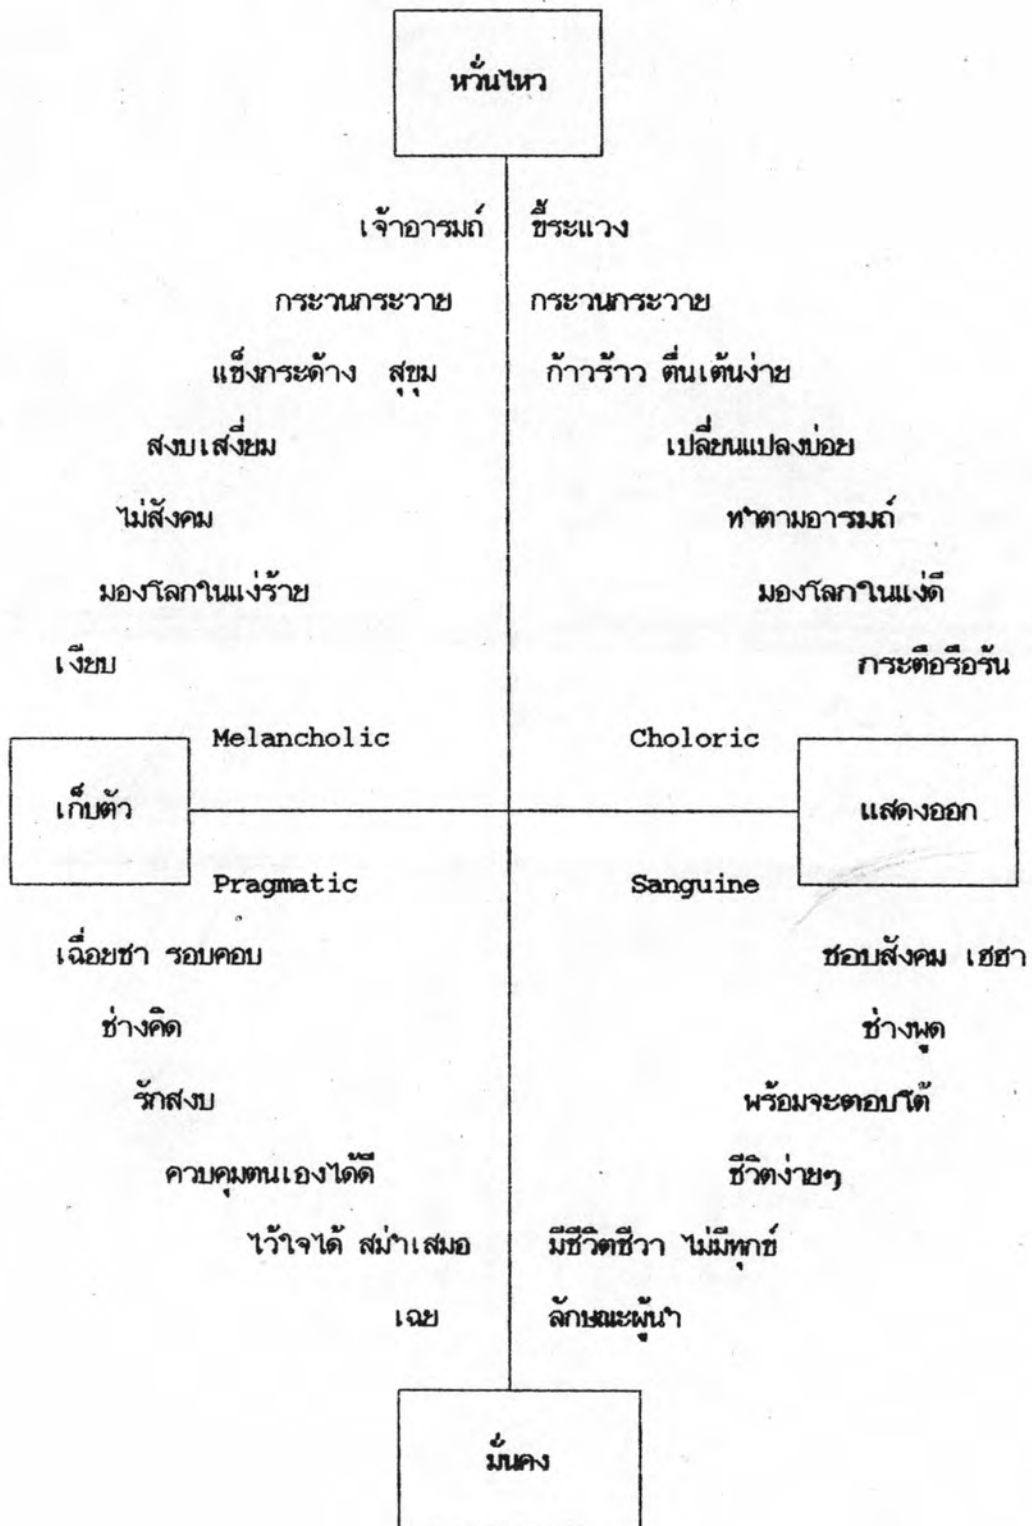 หวั่นไหว
เจ้าอารมถ์ ขี้ระแวง
กระวนกระวาย กระวนกระวาย
แข็งกระด้าง สุขุม ก้าวร้าว ตื่นเต้นง่าย
สงบเสงี่ยม เปลี่ยนแปลงบ่อย
ไม่สังคม ทำตามอารมถ์
มองโลกในแง่ร้าย มองโลกในแง่ดี
เงียบ กระตือรือร้น
Melancholic Choloric
เก็บตัว แสดงออก
Pragmatic Sanguine
เฉื่อยชา รอบคอบ ชอบสังคม เฮฮา
ช่างคิด ช่างพูด
รักสงบ พร้อมจะตอบโต้
ควบคุมตนเองได้ดี ชีวิตง่ายๆ
ไว้ใจได้ สม่ำเสมอ มีชีวิตชีวา ไม่มีทุกข์
เฉย ลักษณะผู้นำ
มั่นคง